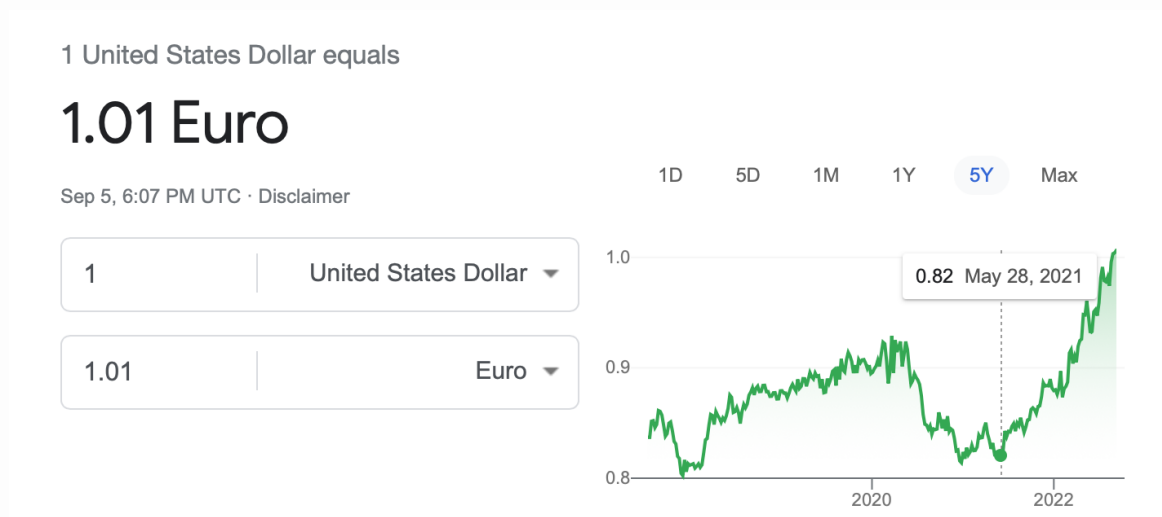 1 United States Dollar equals
1.01 Euro
Sep 5, 6:07 PM UTC · Disclaimer
1 United States Dollar
1.01 Euro
1D 5D 1M 1Y 5Y Max
1.0
0.82 May 28, 2021
0.9
0.8
2020 2022